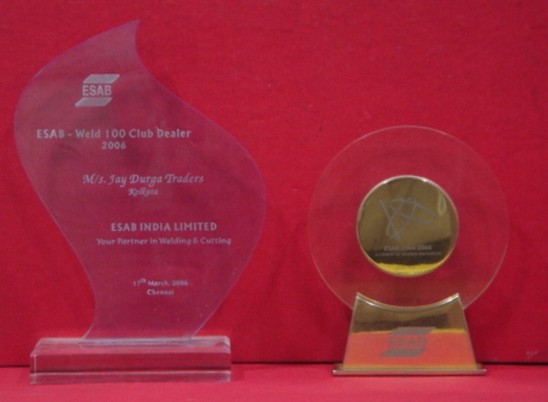 ESAB
ESAB - Weld 100 Club Dealer
2006
M/s. Jay Durga Traders
Kolkata
ESAB INDIA LIMITED
Your Partner in Welding & Cutting
17th March, 2006
Chennai
ESAB